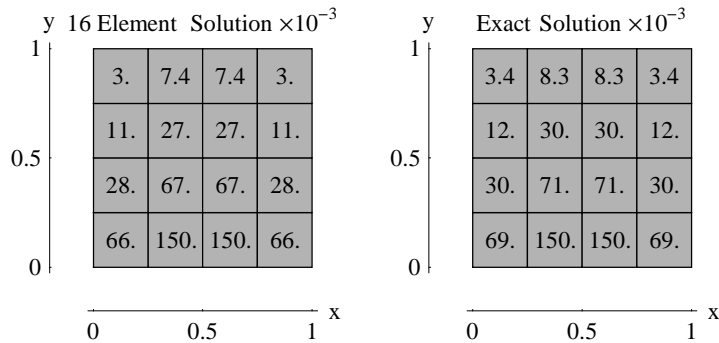 y 16 Element Solution ×10⁻³
1
3. 7.4 7.4 3.
11. 27. 27. 11.
0.5
28. 67. 67. 28.
66. 150. 150. 66.
0
x
0 0.5 1
y Exact Solution ×10⁻³
1
3.4 8.3 8.3 3.4
12. 30. 30. 12.
0.5
30. 71. 71. 30.
69. 150. 150. 69.
0
x
0 0.5 1